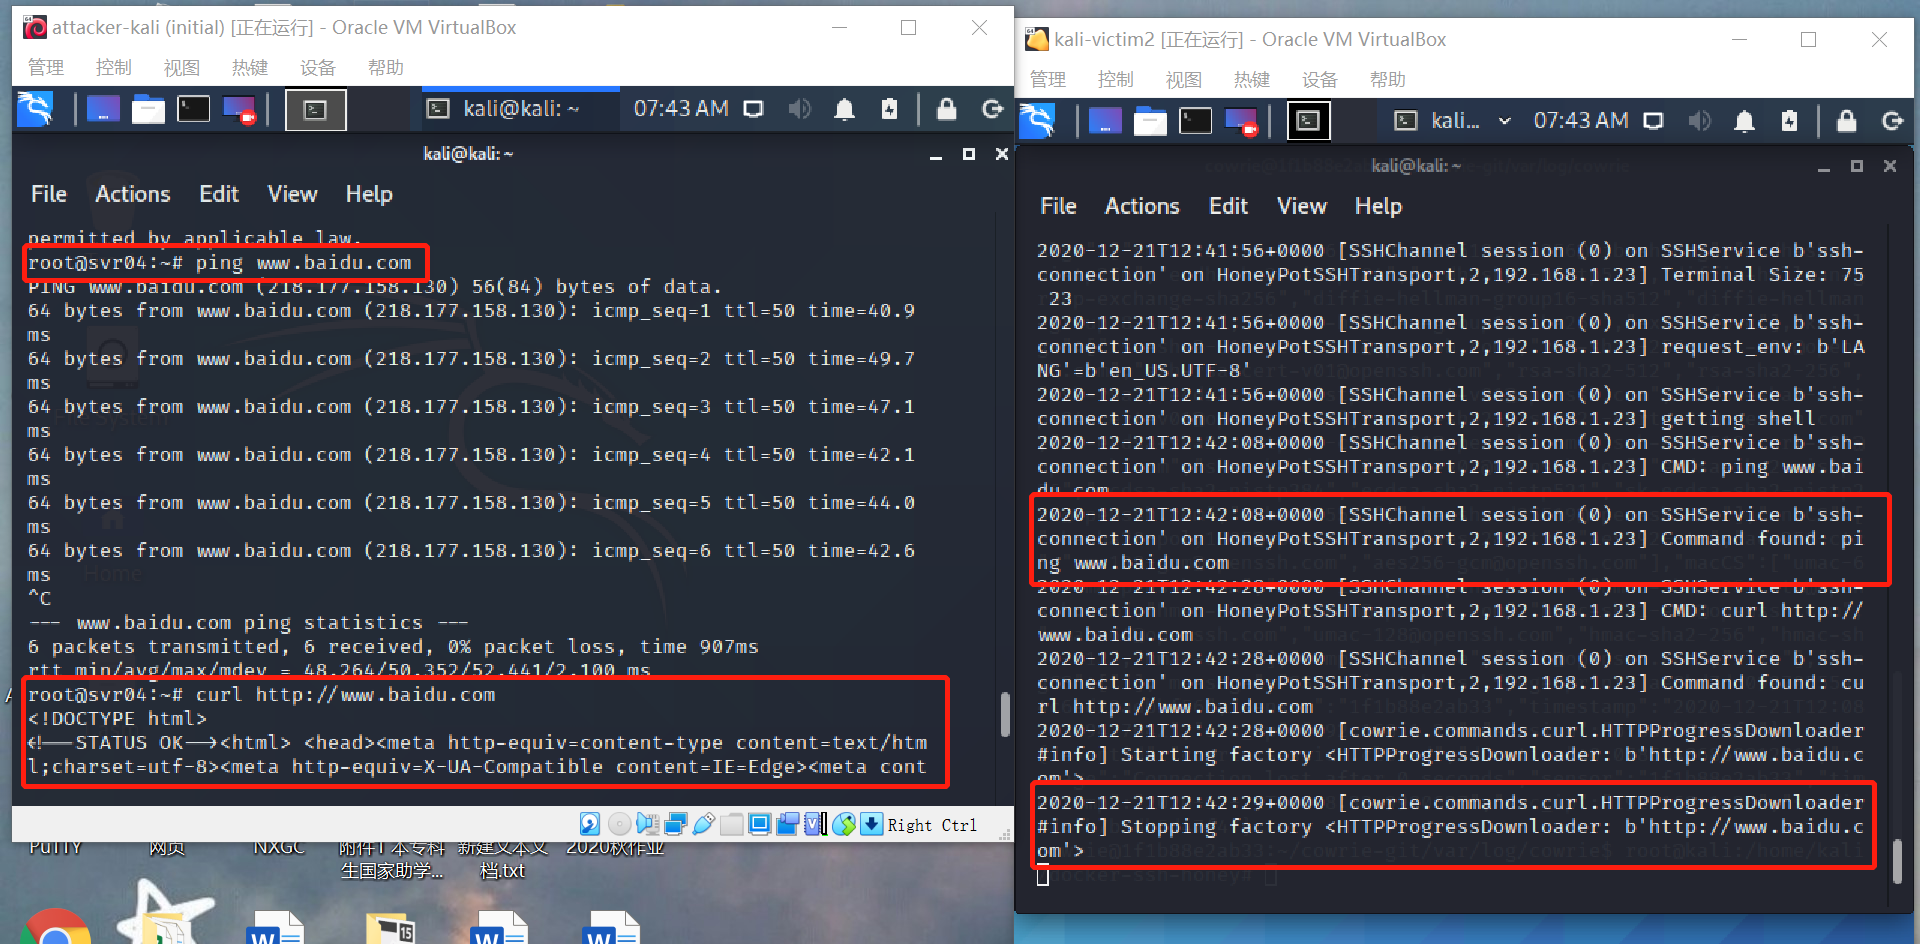 attacker-kali (initial) [正在运行] - Oracle VM VirtualBox
管理 控制 视图 热键 设备 帮助
kali@kali: ~ 07:43 AM
kali@kali: ~
File Actions Edit View Help
permitted by applicable law.
root@svr04:~# ping www.baidu.com
PING www.baidu.com (218.177.158.130) 56(84) bytes of data.
64 bytes from www.baidu.com (218.177.158.130): icmp_seq=1 ttl=50 time=40.9
ms
64 bytes from www.baidu.com (218.177.158.130): icmp_seq=2 ttl=50 time=49.7
ms
64 bytes from www.baidu.com (218.177.158.130): icmp_seq=3 ttl=50 time=47.1
ms
64 bytes from www.baidu.com (218.177.158.130): icmp_seq=4 ttl=50 time=42.1
ms
64 bytes from www.baidu.com (218.177.158.130): icmp_seq=5 ttl=50 time=44.0
ms
64 bytes from www.baidu.com (218.177.158.130): icmp_seq=6 ttl=50 time=42.6
ms
Home
^C
--- www.baidu.com ping statistics ---
6 packets transmitted, 6 received, 0% packet loss, time 907ms
rtt min/avg/max/mdev = 48.264/50.352/52.441/2.100 ms
root@svr04:~# curl http://www.baidu.com
<!DOCTYPE html>
<!--STATUS OK--><html> <head><meta http-equiv=content-type content=text/htm
l;charset=utf-8><meta http-equiv=X-UA-Compatible content=IE=Edge><meta cont
Right Ctrl
PuTTY 网页 NXGC 附件1 本专科 新建文本文 2020秋作业
生国家助学... 档.txt
15
kali-victim2 [正在运行] - Oracle VM VirtualBox
管理 控制 视图 热键 设备 帮助
kali... 07:43 AM
kali@kali: ~
File Actions Edit View Help
2020-12-21T12:41:56+0000 [SSHChannel session (0) on SSHService b'ssh-
connection' on HoneyPotSSHTransport,2,192.168.1.23] Terminal Size: 75
23
2020-12-21T12:41:56+0000 [SSHChannel session (0) on SSHService b'ssh-
connection' on HoneyPotSSHTransport,2,192.168.1.23] request_env: b'LA
NG'=b'en_US.UTF-8'
2020-12-21T12:41:56+0000 [SSHChannel session (0) on SSHService b'ssh-
connection' on HoneyPotSSHTransport,2,192.168.1.23] getting shell
2020-12-21T12:42:08+0000 [SSHChannel session (0) on SSHService b'ssh-
connection' on HoneyPotSSHTransport,2,192.168.1.23] CMD: ping www.bai
du.com
2020-12-21T12:42:08+0000 [SSHChannel session (0) on SSHService b'ssh-
connection' on HoneyPotSSHTransport,2,192.168.1.23] Command found: pi
ng www.baidu.com
2020-12-21T12:42:28+0000 [SSHChannel session (0) on SSHService b'ssh-
connection' on HoneyPotSSHTransport,2,192.168.1.23] CMD: curl http://
www.baidu.com
2020-12-21T12:42:28+0000 [SSHChannel session (0) on SSHService b'ssh-
connection' on HoneyPotSSHTransport,2,192.168.1.23] Command found: cu
rl http://www.baidu.com
2020-12-21T12:42:28+0000 [cowrie.commands.curl.HTTPProgressDownloader
#info] Starting factory <HTTPProgressDownloader: b'http://www.baidu.c
om'>
2020-12-21T12:42:29+0000 [cowrie.commands.curl.HTTPProgressDownloader
#info] Stopping factory <HTTPProgressDownloader: b'http://www.baidu.c
om'>